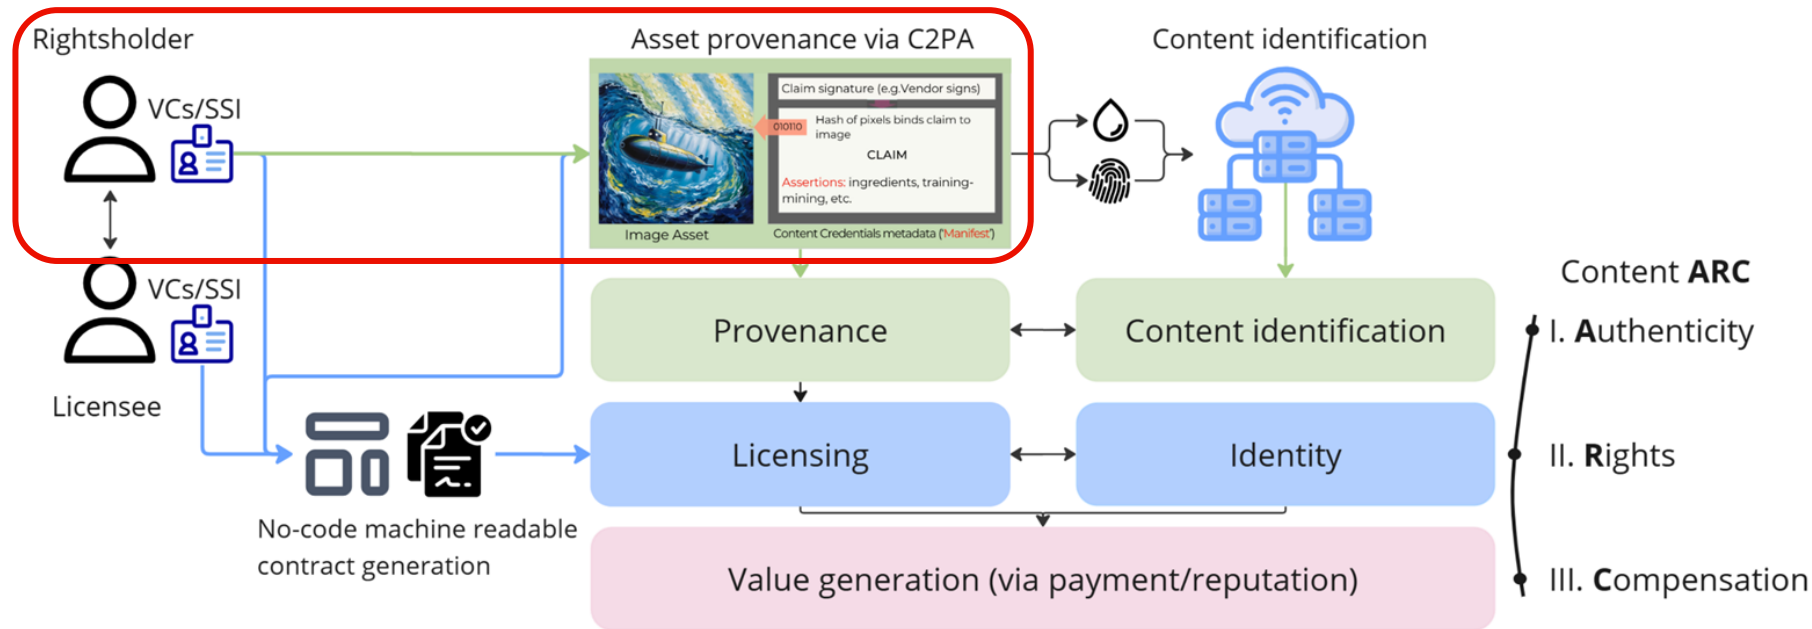 Rightsholder
Asset provenance via C2PA
Content identification
VCs/SSI
Claim signature (e.g.Vendor signs)
010110
Hash of pixels binds claim to
image
CLAIM
Assertions: ingredients, training-
mining, etc.
Image Asset
Content Credentials metadata ('Manifest')
VCs/SSI
Licensee
Provenance
Content identification
Content ARC
I. Authenticity
Licensing
Identity
II. Rights
No-code machine readable
contract generation
Value generation (via payment/reputation)
III. Compensation